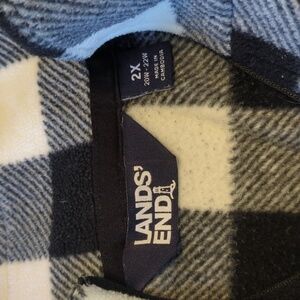 2X
20W - 22W
MADE IN
CAMBODIA
LANDS'
END